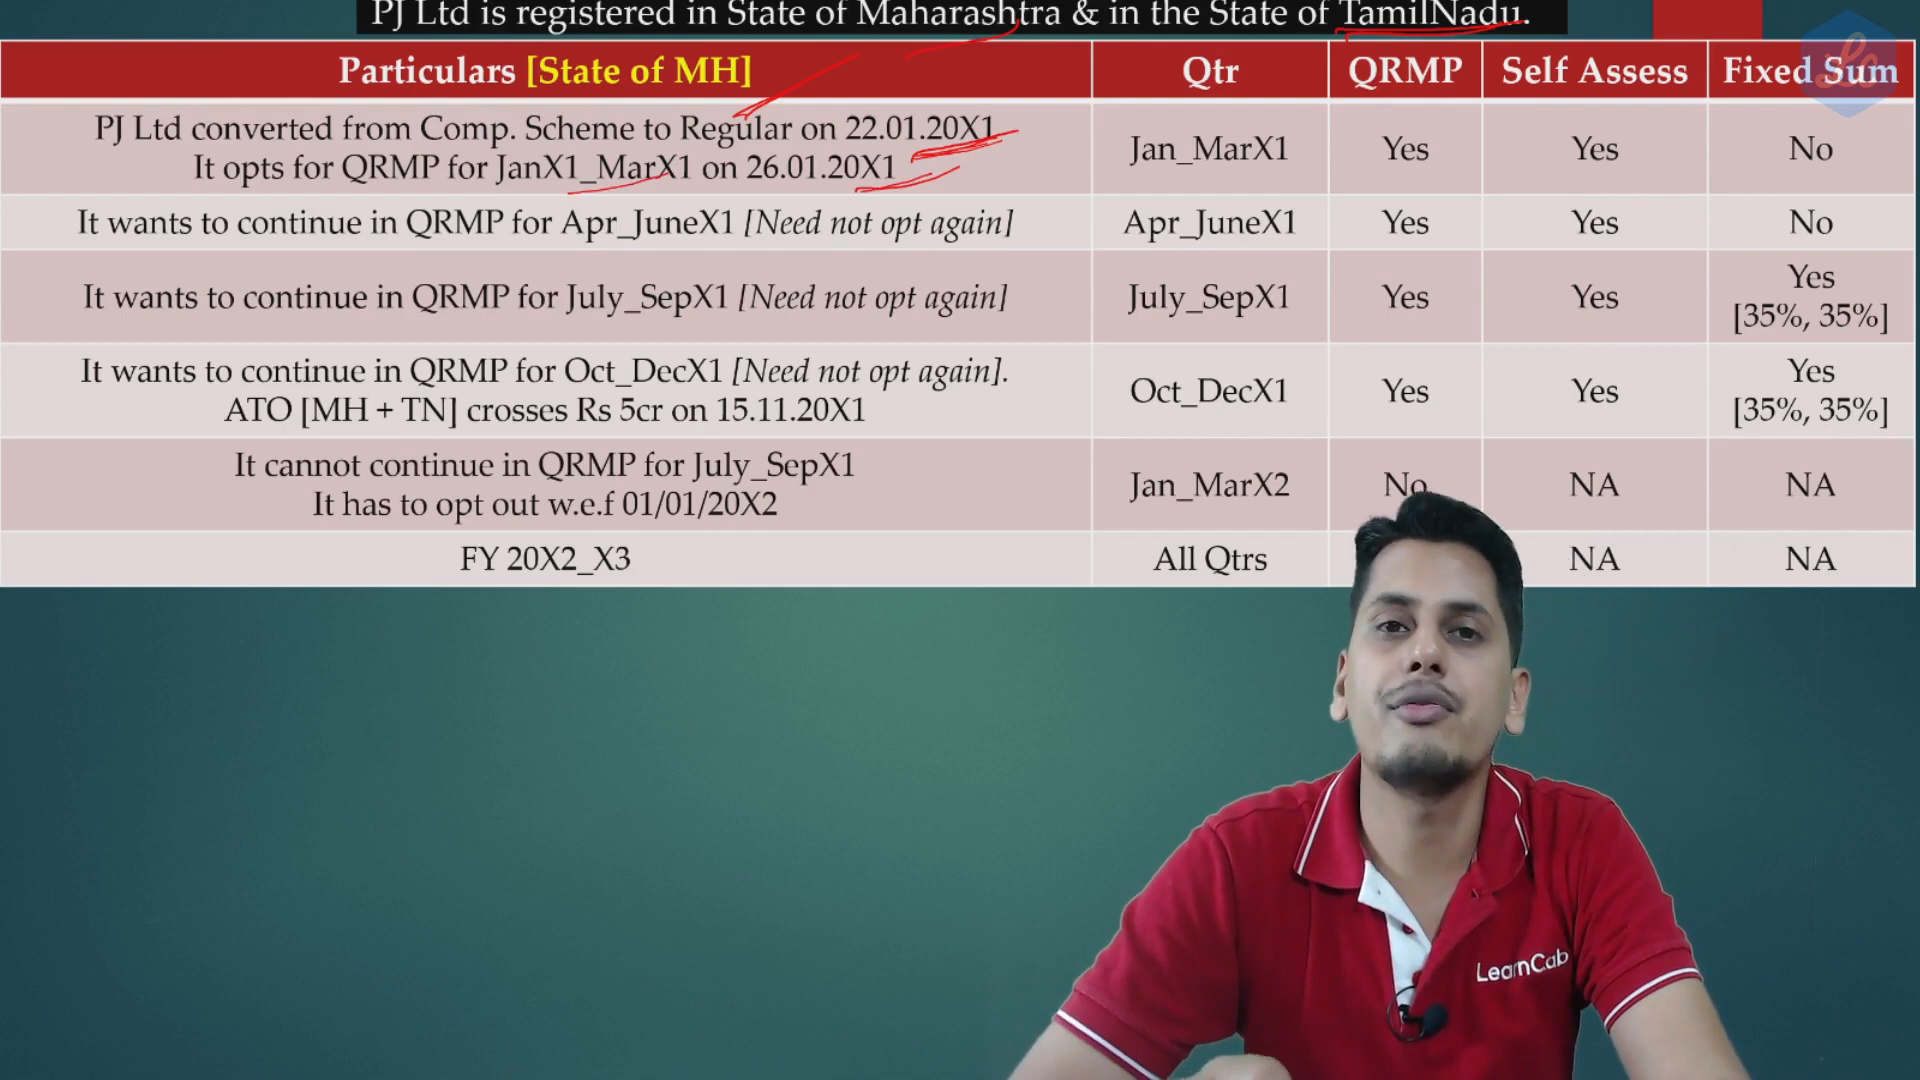 PJ Ltd is registered in State of Maharashtra & in the State of TamilNadu.
Particulars [State of MH] Qtr QRMP Self Assess Fixed Sum
PJ Ltd converted from Comp. Scheme to Regular on 22.01.20X1
It opts for QRMP for JanX1_MarX1 on 26.01.20X1
Jan_MarX1 Yes Yes No
It wants to continue in QRMP for Apr_JuneX1 [Need not opt again] Apr_JuneX1 Yes Yes No
It wants to continue in QRMP for July_SepX1 [Need not opt again] July_SepX1 Yes Yes Yes
[35%, 35%]
It wants to continue in QRMP for Oct_DecX1 [Need not opt again].
ATO [MH + TN] crosses Rs 5cr on 15.11.20X1
Oct_DecX1 Yes Yes Yes
[35%, 35%]
It cannot continue in QRMP for July_SepX1
It has to opt out w.e.f 01/01/20X2
Jan_MarX2 No NA NA
FY 20X2_X3 All Qtrs NA NA
LearnCab